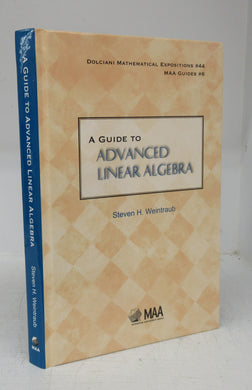 DOLCIANI MATHEMATICAL EXPOSITIONS #44
MAA GUIDES #6
A GUIDE TO
ADVANCED
LINEAR ALGEBRA
Steven H. Weintraub
MAA
A GUIDE TO ADVANCED LINEAR ALGEBRA
Steven H. Weintraub
MAA